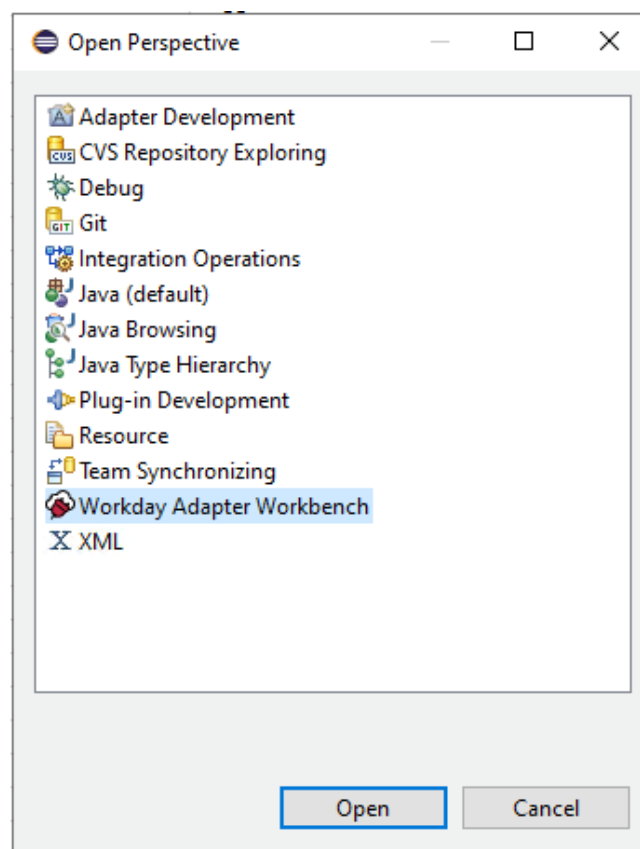 Open Perspective
Adapter Development
CVS Repository Exploring
Debug
Git
Integration Operations
Java (default)
Java Browsing
Java Type Hierarchy
Plug-in Development
Resource
Team Synchronizing
Workday Adapter Workbench
XML
Open Cancel